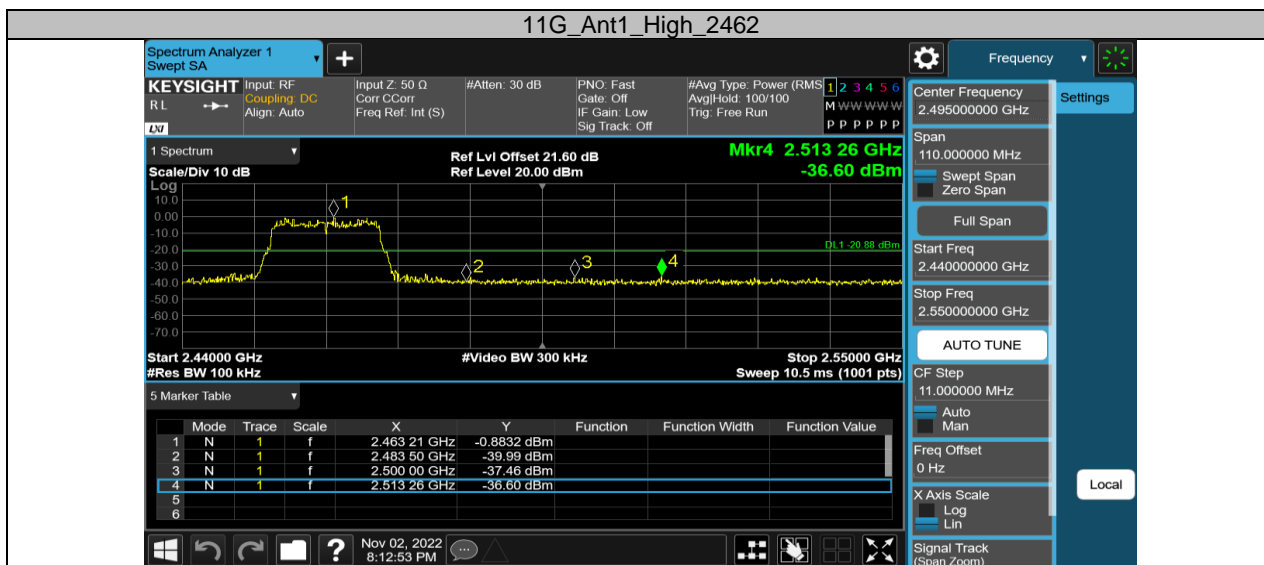 11G_Ant1_High_2462
Spectrum Analyzer 1
Swept SA
Frequency
KEYSIGHT
R L
LXI
Input: RF
Coupling: DC
Align: Auto
Input Z: 50 Ω
Corr CCorr
Freq Ref: Int (S)
#Atten: 30 dB
PNO: Fast
Gate: Off
IF Gain: Low
Sig Track: Off
#Avg Type: Power (RMS
Avg|Hold: 100/100
Trig: Free Run
1 2 3 4 5 6
M W W W W W
P P P P P P
Center Frequency
2.495000000 GHz
Settings
1 Spectrum
Scale/Div 10 dB
Ref Lvl Offset 21.60 dB
Ref Level 20.00 dBm
Mkr4 2.513 26 GHz
-36.60 dBm
Span
110.000000 MHz
Swept Span
Zero Span
Full Span
Start Freq
2.440000000 GHz
Stop Freq
2.550000000 GHz
AUTO TUNE
CF Step
11.000000 MHz
Auto
Man
Freq Offset
0 Hz
X Axis Scale
Log
Lin
Signal Track
(Span Zoom)
Local
Log
10.0
0.00
-10.0
-20.0
-30.0
-40.0
-50.0
-60.0
-70.0
1
2
3
4
DL1 -20.88 dBm
Start 2.44000 GHz
#Video BW 300 kHz
Stop 2.55000 GHz
#Res BW 100 kHz
Sweep 10.5 ms (1001 pts)
5 Marker Table
Mode Trace Scale X Y Function Function Width Function Value
1 N 1 f 2.463 21 GHz -0.8832 dBm
2 N 1 f 2.483 50 GHz -39.99 dBm
3 N 1 f 2.500 00 GHz -37.46 dBm
4 N 1 f 2.513 26 GHz -36.60 dBm
5
6
?
Nov 02, 2022
8:12:53 PM